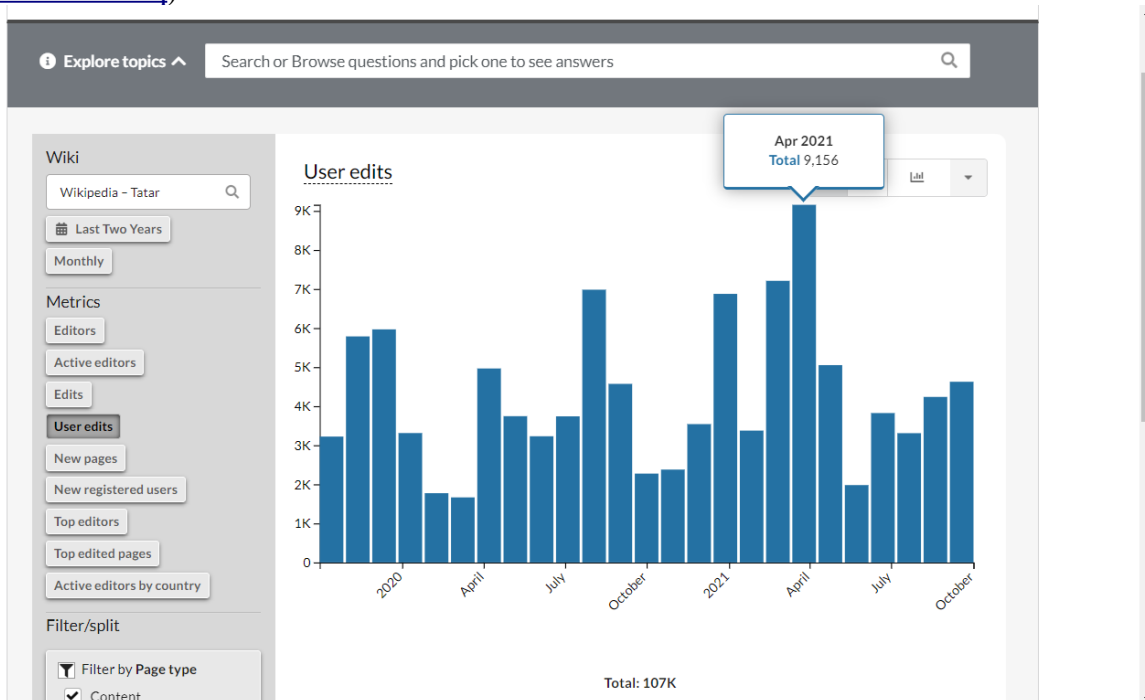 Explore topics
Search or Browse questions and pick one to see answers
Wiki
Wikipedia – Tatar
Last Two Years
Monthly
Metrics
Editors
Active editors
Edits
User edits
New pages
New registered users
Top editors
Top edited pages
Active editors by country
Filter/split
Filter by Page type
Content
User edits
Apr 2021
Total 9,156
9K
8K
7K
6K
5K
4K
3K
2K
1K
0
2020
April
July
October
2021
April
July
October
Total: 107K